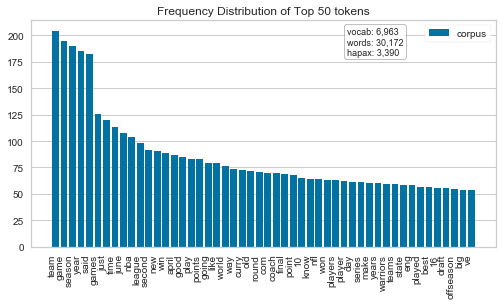 Frequency Distribution of Top 50 tokens
vocab: 6,963
words: 30,172
hapax: 3,390
corpus
200
175
150
125
100
75
50
25
0
team
game
season
year
said
games
just
time
june
nba
league
second
new
win
april
good
play
points
going
like
world
way
curry
old
round
com
coach
final
point
10
know
nfl
won
players
player
day
series
make
years
warriors
teams
state
eng
played
best
t6
draft
offseason
big
ve